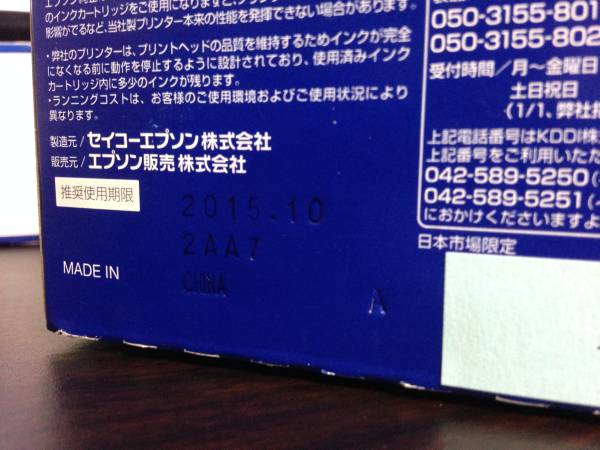 のインクカートリッジをご使用になりますと、
影響がでるなど、当社製プリンター本来の性能を発揮できない場合があります。
・弊社のプリンターは、プリントヘッドの品質を維持するためインクが完全
になくなる前に動作を停止するように設計されており、使用済みインク
カートリッジ内に多少のインクが残ります。
・ランニングコストは、お客様のご使用環境およびご使用状況により
異なります。
製造元/セイコーエプソン株式会社
販売元/エプソン販売株式会社
推奨使用期限
2015.10
2AA7
MADE IN
CHINA
A
050-3155-801
050-3155-802
受付時間/月〜金曜日
土日祝日
(1/1、弊社指
上記電話番号はKDDI株
上記番号をご利用いただ
042-589-5250(
042-589-5251(
におかけくださいますよ
日本市場限定